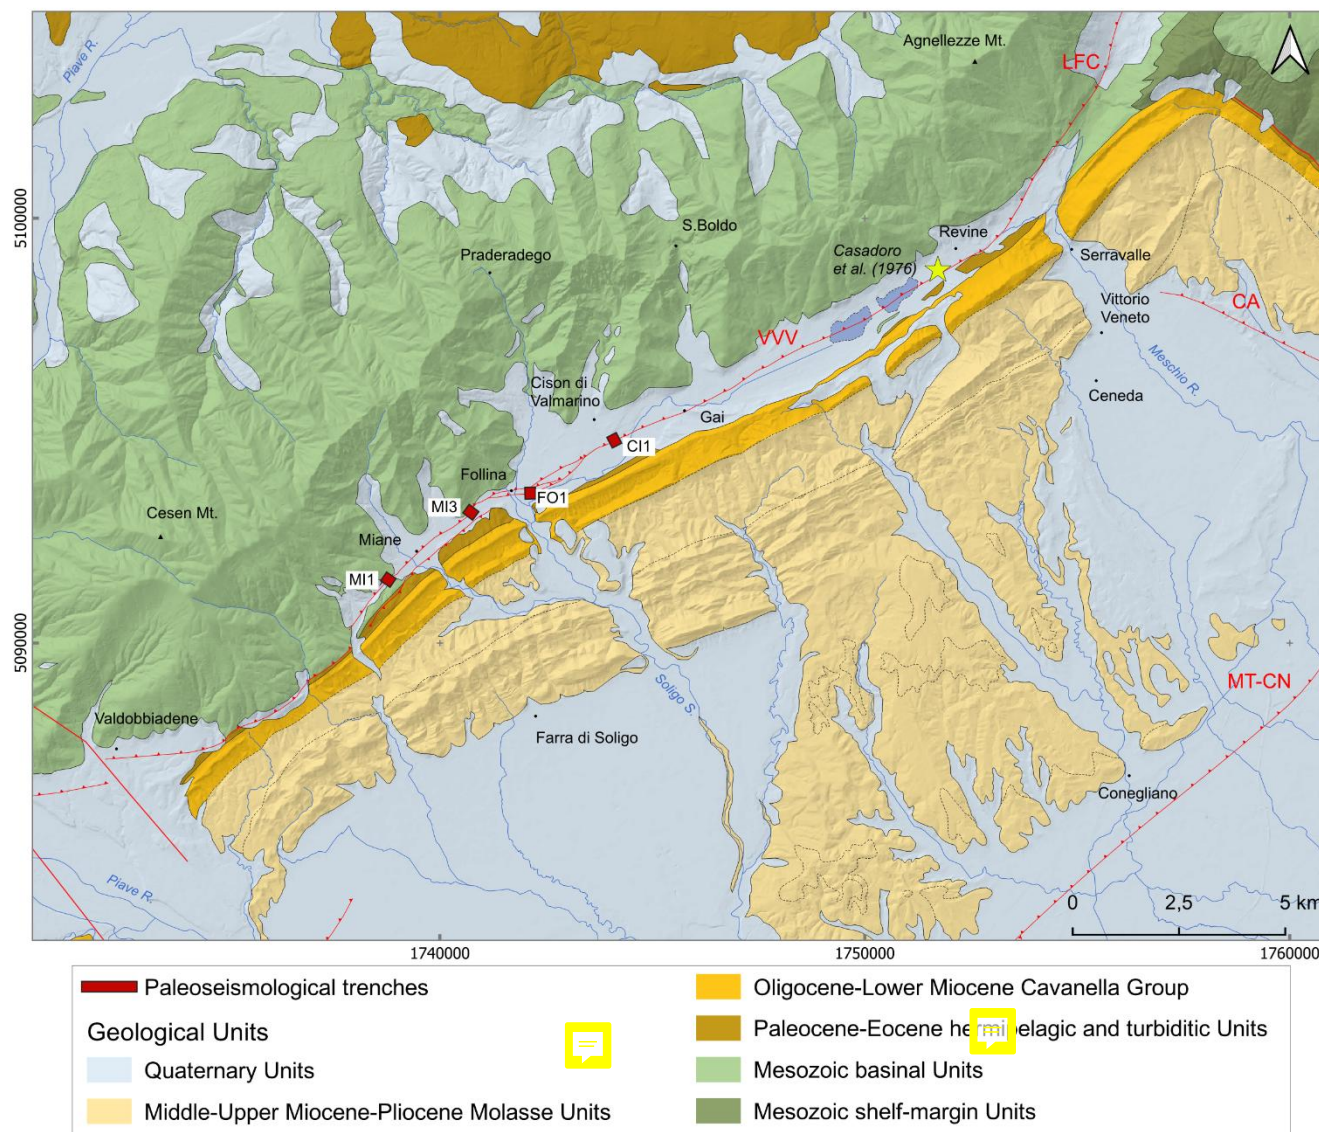 Piave R.
Agnellezze Mt.
LFC
5100000
S.Boldo
Praderadego
Casadoro
et al. (1976)
Revine
Serravalle
Vittorio
Veneto
CA
VVV
Meschio R.
Cison di
Valmarino
Ceneda
Gai
CI1
Follina
FO1
MI3
Cesen Mt.
Miane
MI1
5090000
MT-CN
Soligo S.
Valdobbiadene
Farra di Soligo
Conegliano
Piave R.
0 2,5 5 km
1740000 1750000 1760000
Paleoseismological trenches
Geological Units
Quaternary Units
Middle-Upper Miocene-Pliocene Molasse Units
Oligocene-Lower Miocene Cavanella Group
Paleocene-Eocene hermipelagic and turbiditic Units
Mesozoic basinal Units
Mesozoic shelf-margin Units